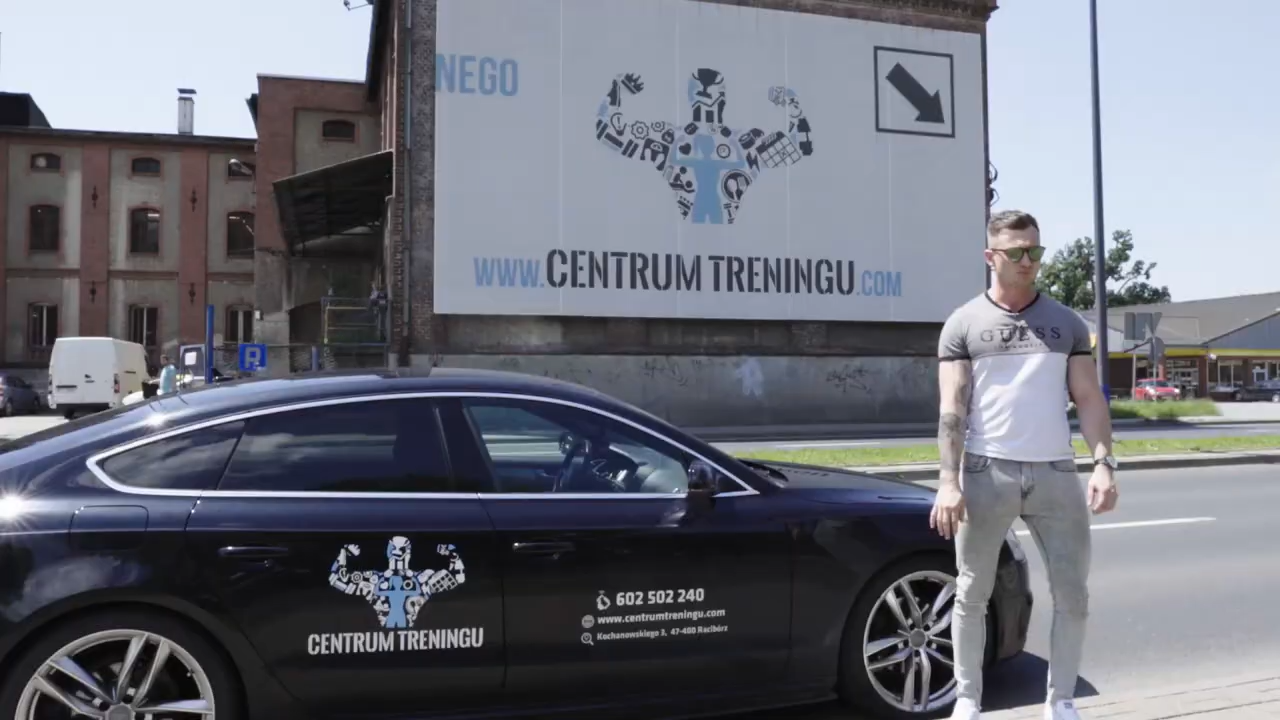 NEGO
WWW.CENTRUM TRENINGU.COM
GUESS
P
CENTRUM TRENINGU
602 502 240
www.centrumtreningu.com
Kochanowskiego 3, 47-400 Racibórz